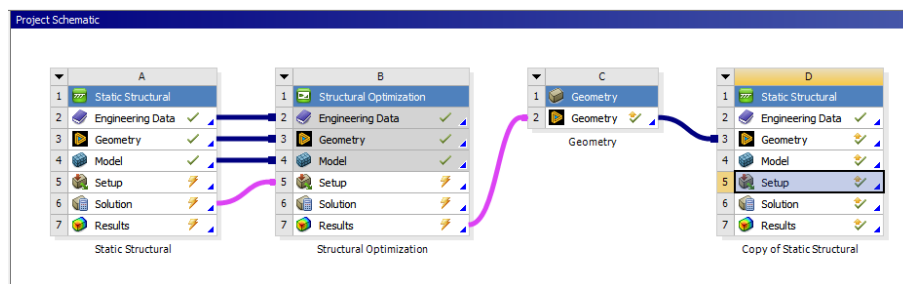 Project Schematic
A
1 Static Structural
2 Engineering Data
3 Geometry
4 Model
5 Setup
6 Solution
7 Results
Static Structural
B
1 Structural Optimization
2 Engineering Data
3 Geometry
4 Model
5 Setup
6 Solution
7 Results
Structural Optimization
C
1 Geometry
2 Geometry
Geometry
D
1 Static Structural
2 Engineering Data
3 Geometry
4 Model
5 Setup
6 Solution
7 Results
Copy of Static Structural